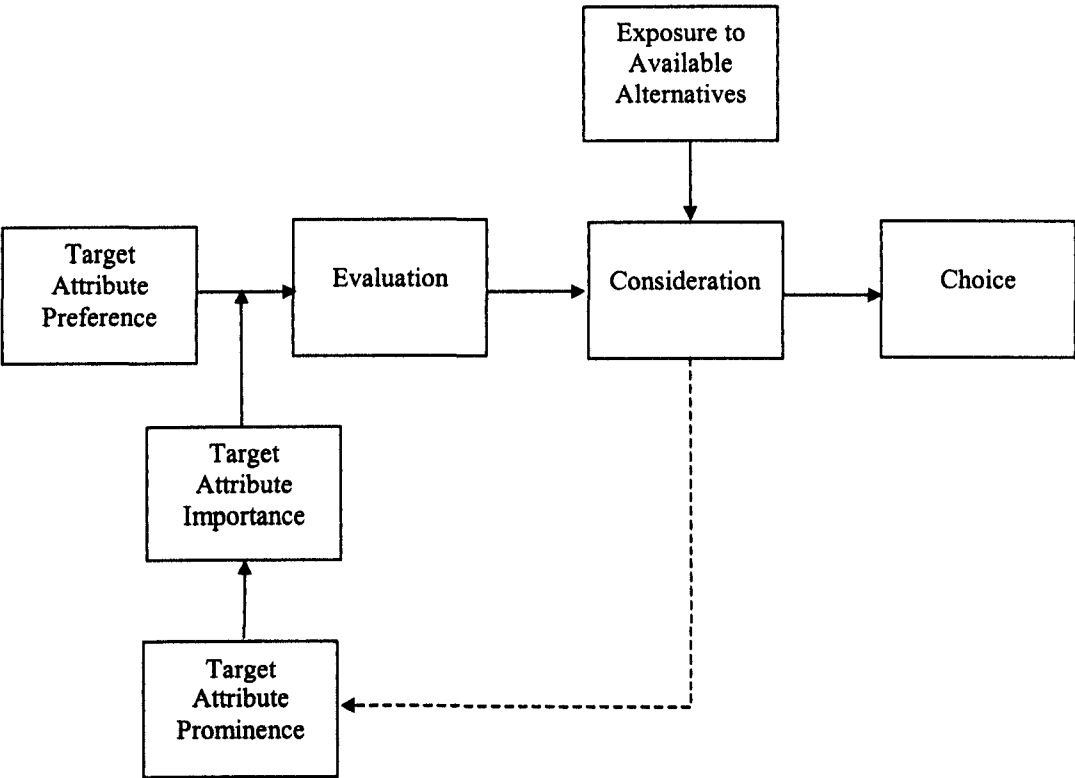 Exposure to
Available
Alternatives
Target
Attribute
Preference
Evaluation
Consideration
Choice
Target
Attribute
Importance
Target
Attribute
Prominence